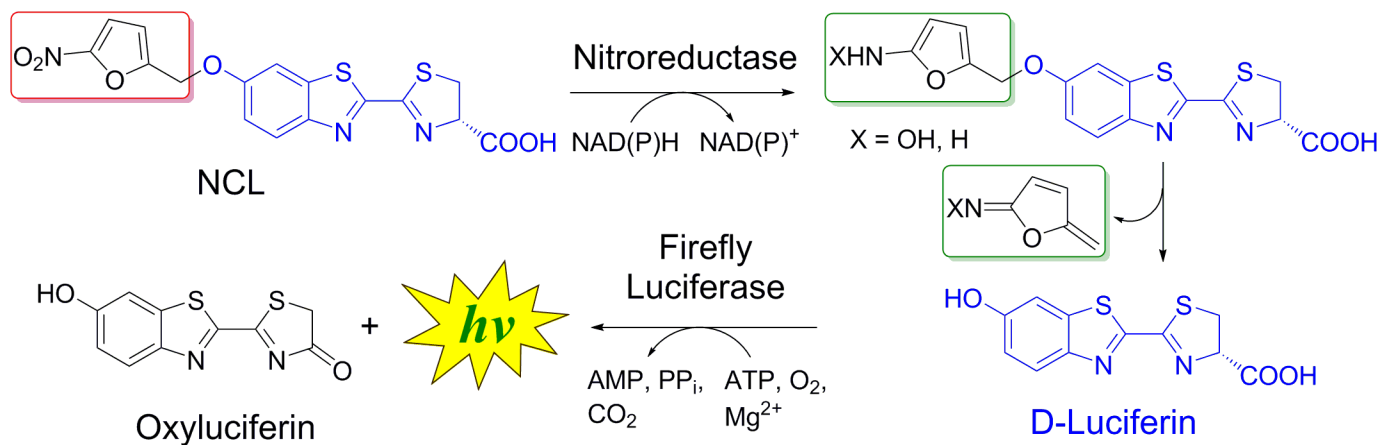 O₂N
O
O
S
N
S
N
COOH
NCL
Nitroreductase
NAD(P)H
NAD(P)⁺
XHN
O
O
S
N
S
N
COOH
X = OH, H
XN
O
HO
S
N
S
N
COOH
D-Luciferin
Firefly
Luciferase
AMP, PPᵢ,
CO₂
ATP, O₂,
Mg²⁺
hν
+
HO
S
N
S
N
O
Oxyluciferin